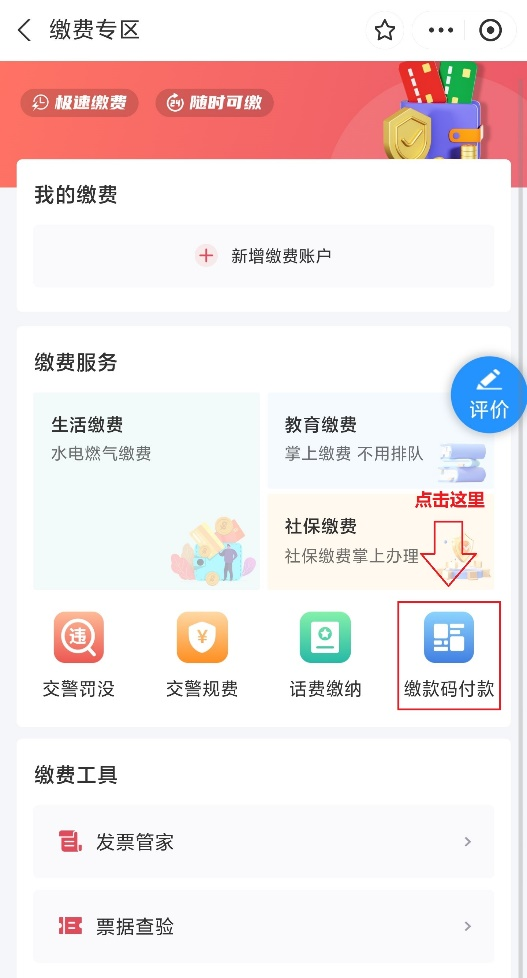 缴费专区
极速缴费
24 随时可缴
我的缴费
新增缴费账户
缴费服务
评价
生活缴费
水电燃气缴费
教育缴费
掌上缴费 不用排队
点击这里
社保缴费
社保缴费掌上办理
违
¥
交警罚没
交警规费
话费缴纳
缴款码付款
缴费工具
发票管家
票据查验